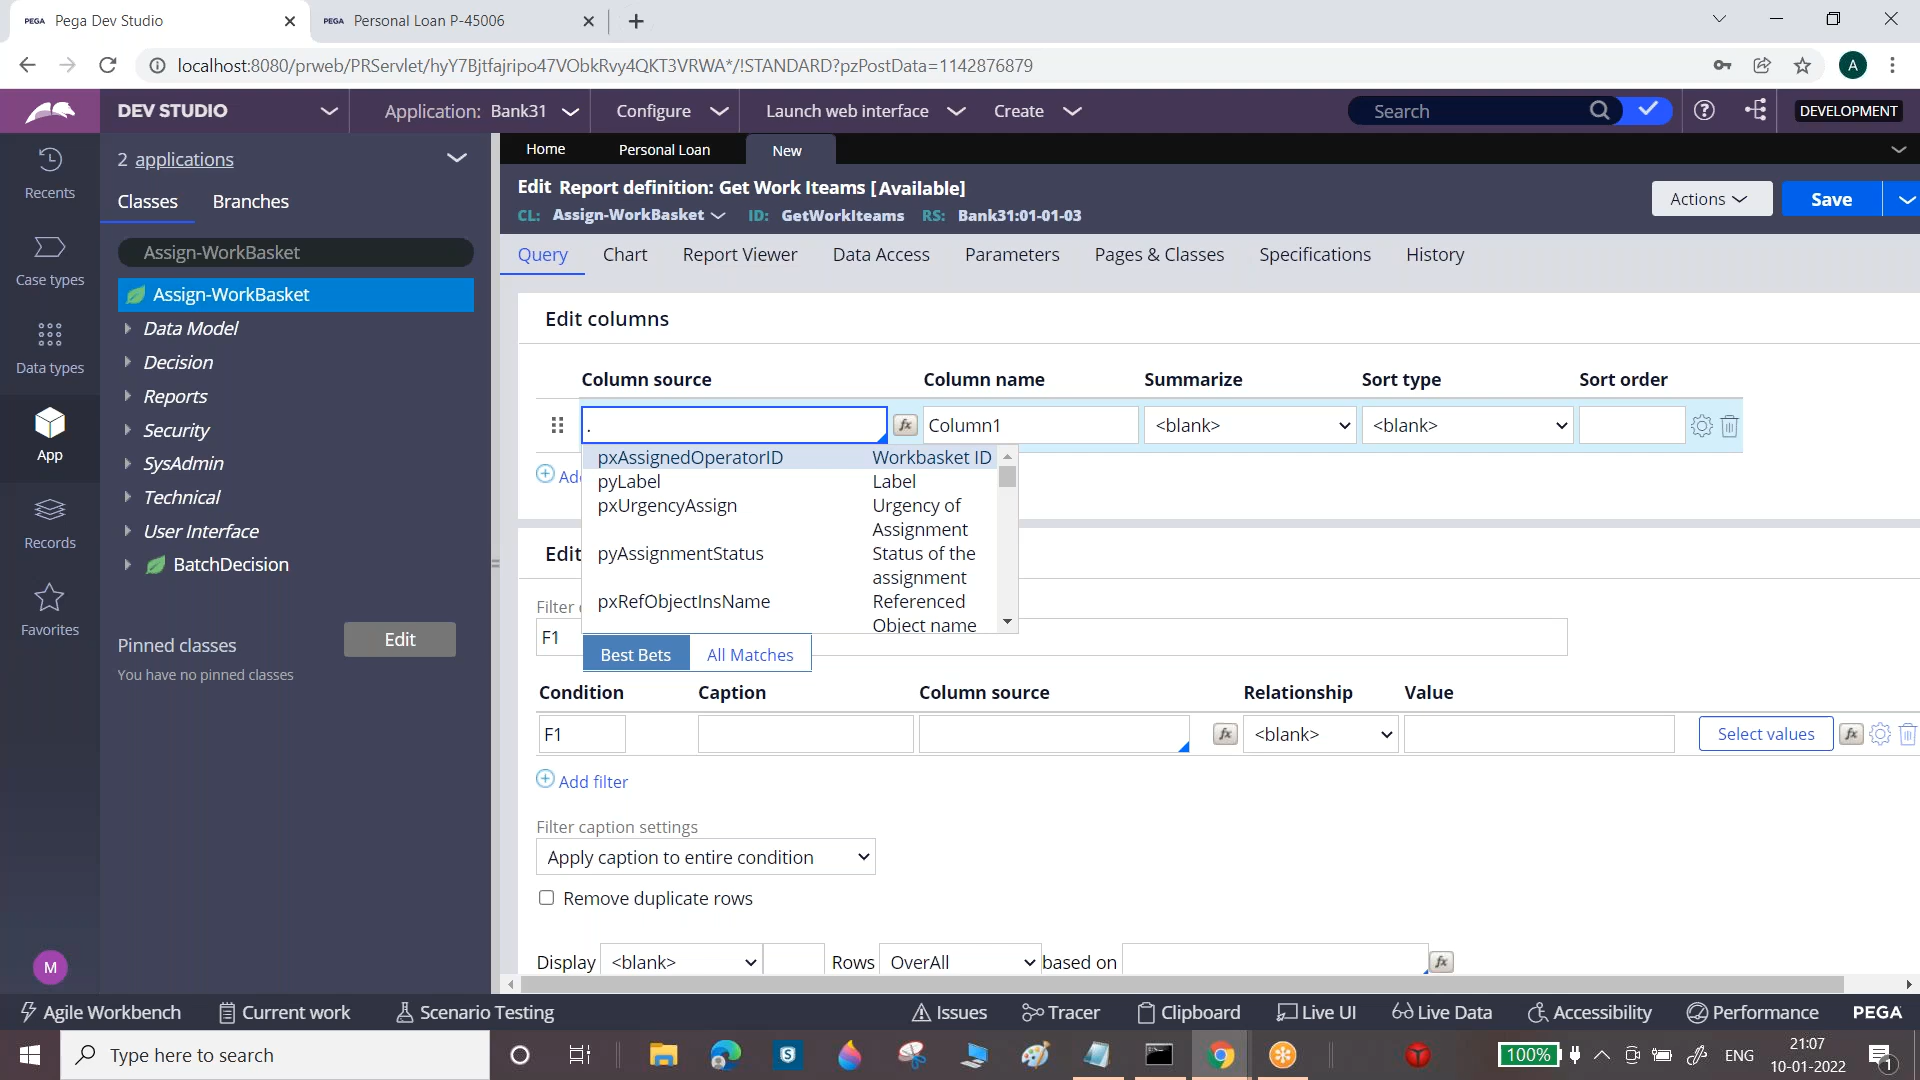 PEGA Pega Dev Studio
PEGA Personal Loan P-45006
localhost:8080/prweb/PRServlet/hyY7Bjtfajripo47VObkRvy4QKT3VRWA*/!STANDARD?pzPostData=1142876879
A
DEV STUDIO
Application: Bank31
Configure
Launch web interface
Create
Search
DEVELOPMENT
Recents
Case types
Data types
App
Records
Favorites
M
2 applications
Classes
Branches
Assign-WorkBasket
Assign-WorkBasket
Data Model
Decision
Reports
Security
SysAdmin
Technical
User Interface
BatchDecision
Pinned classes
Edit
You have no pinned classes
Home
Personal Loan
New
Edit Report definition: Get Work Iteams [Available]
CL: Assign-WorkBasket ID: GetWorkIteams RS: Bank31:01-01-03
Actions
Save
Query
Chart
Report Viewer
Data Access
Parameters
Pages & Classes
Specifications
History
Edit columns
Column source
Column name
Summarize
Sort type
Sort order
.
fx
Column1
<blank>
<blank>
Add
pxAssignedOperatorID Workbasket ID
pyLabel Label
pxUrgencyAssign Urgency of
Assignment
pyAssignmentStatus Status of the
assignment
pxRefObjectInsName Referenced
Object name
Best Bets
All Matches
Edit
Filter
F1
Condition
Caption
Column source
Relationship
Value
F1
fx
<blank>
Select values
fx
Add filter
Filter caption settings
Apply caption to entire condition
Remove duplicate rows
Display <blank> Rows OverAll based on fx
Agile Workbench
Current work
Scenario Testing
Issues
Tracer
Clipboard
Live UI
Live Data
Accessibility
Performance
PEGA
Type here to search
S
100%
ENG
21:07
10-01-2022
1